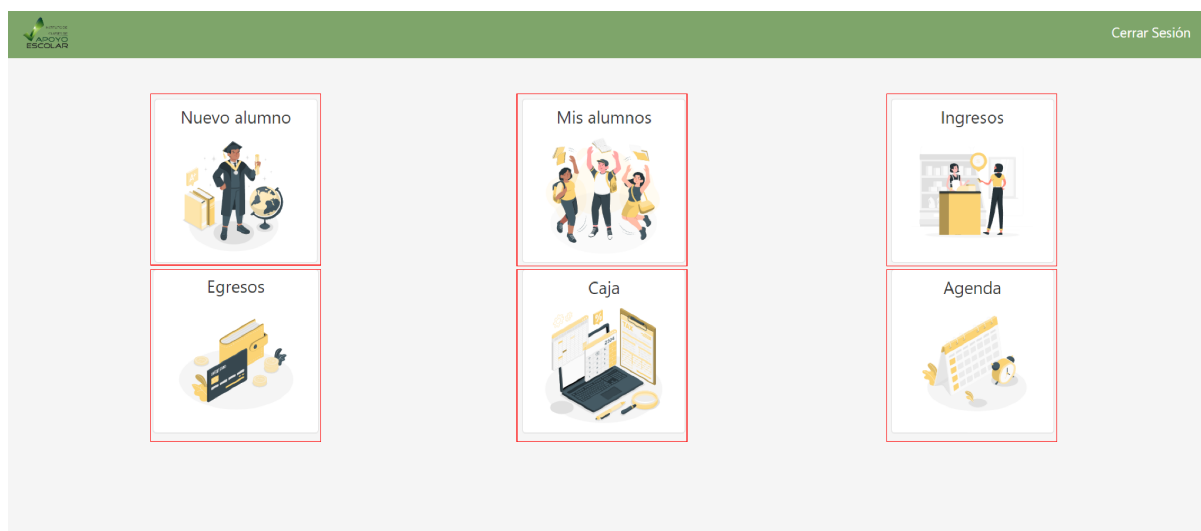 APOYO
ESCOLAR
Cerrar Sesión
Nuevo alumno
Mis alumnos
Ingresos
Egresos
Caja
Agenda